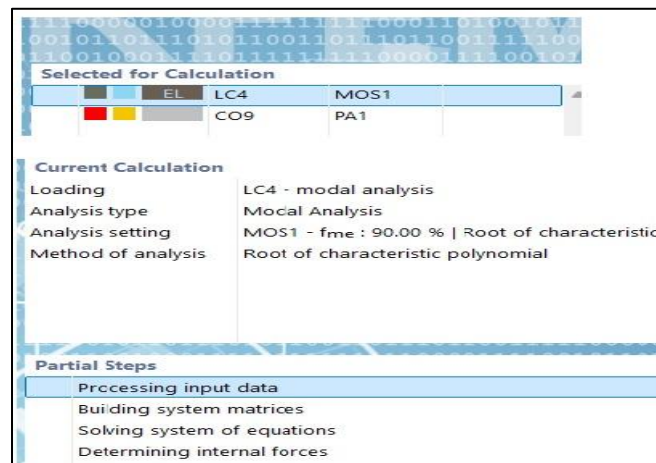 Selected for Calculation
EL LC4 MOS1
CO9 PA1
Current Calculation
Loading LC4 - modal analysis
Analysis type Modal Analysis
Analysis setting MOS1 - fme : 90.00 % | Root of characteristic
Method of analysis Root of characteristic polynomial
Partial Steps
Processing input data
Building system matrices
Solving system of equations
Determining internal forces